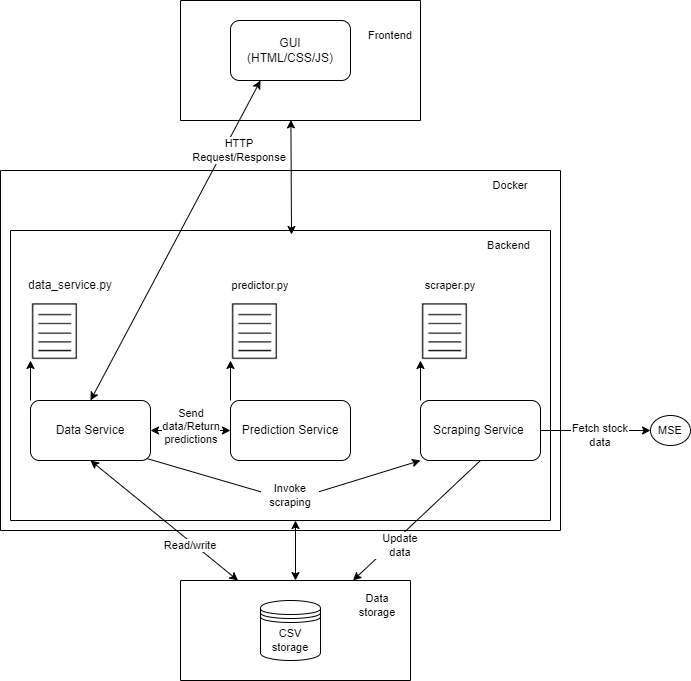 GUI
(HTML/CSS/JS)
Frontend
HTTP
Request/Response
Docker
Backend
data_service.py
predictor.py
scraper.py
Data Service
Send
data/Return
predictions
Prediction Service
Scraping Service
Fetch stock
data
MSE
Invoke
scraping
Read/write
Update
data
Data
storage
CSV
storage